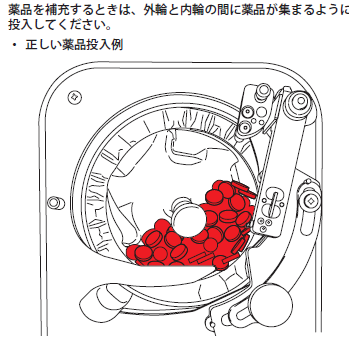 薬品を補充するときは、外輪と内輪の間に薬品が集まるように
投入してください。
・ 正しい薬品投入例